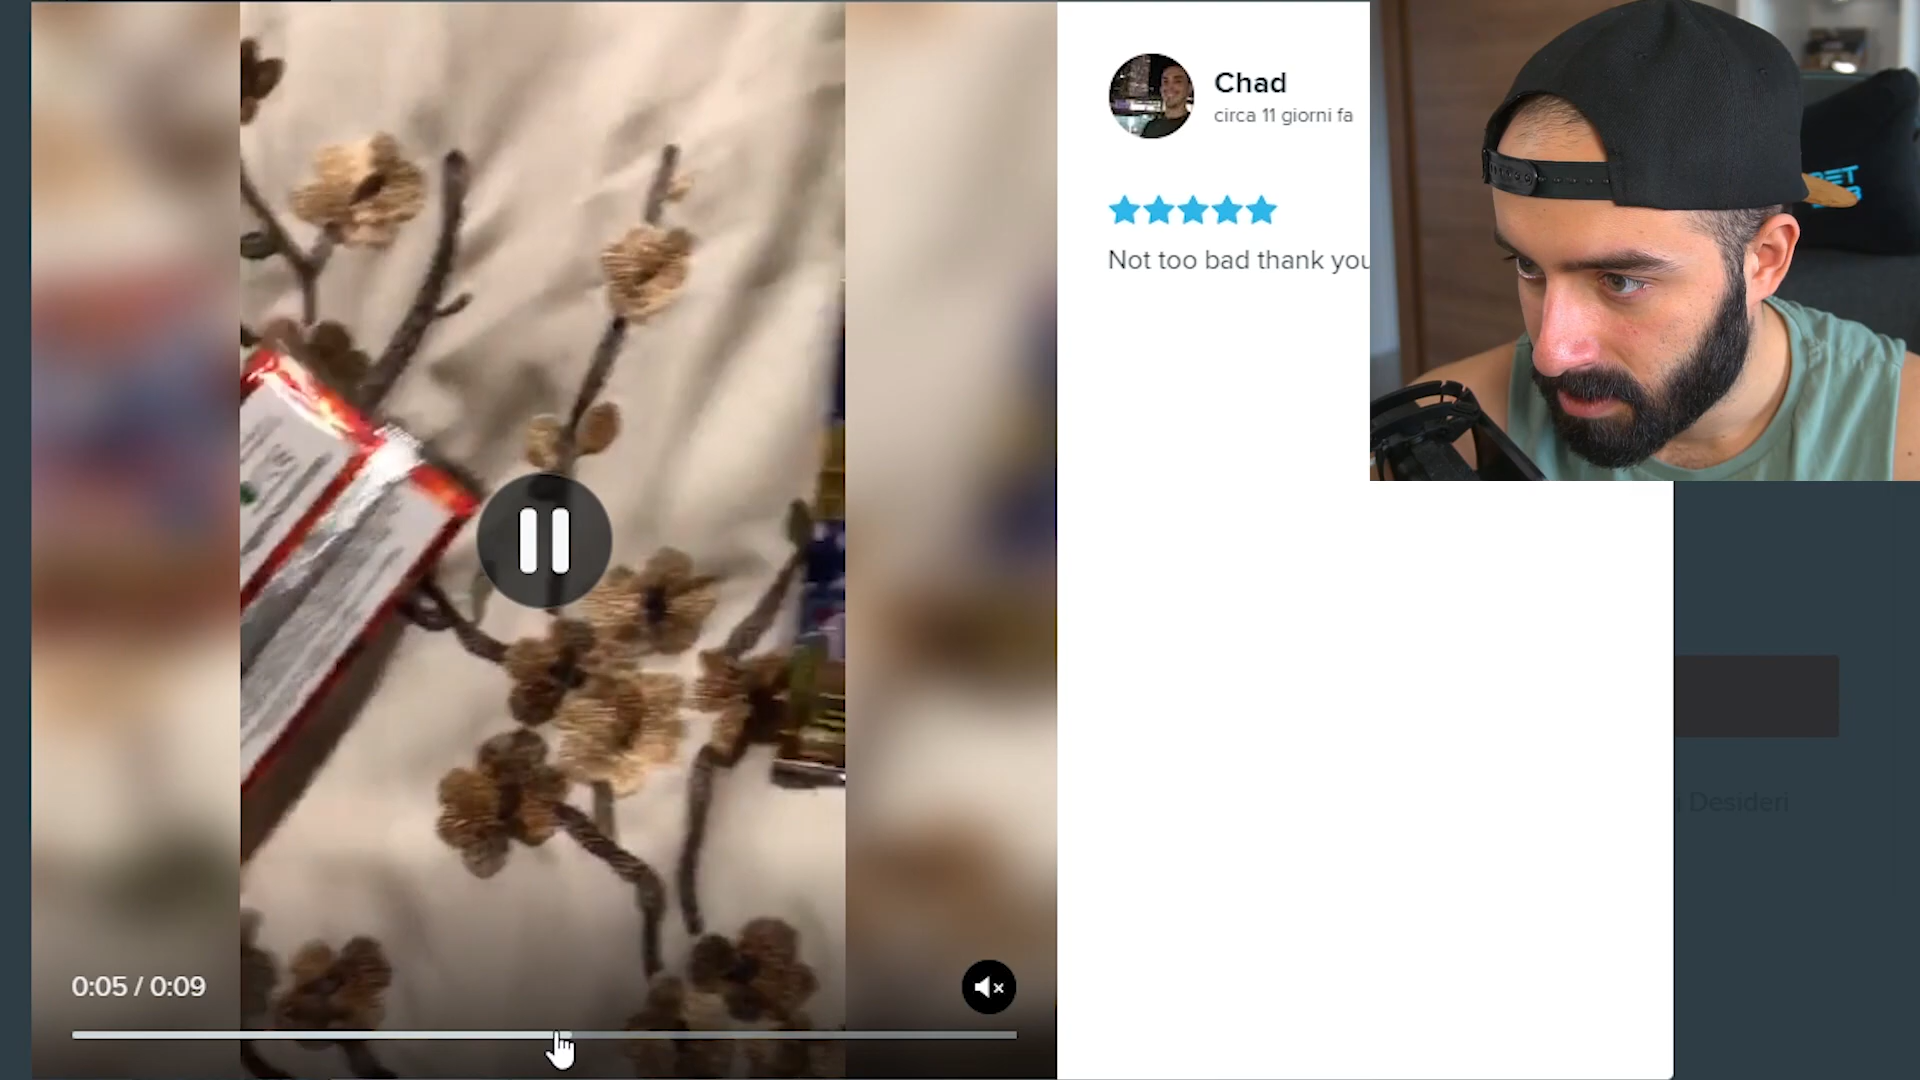 Chad
circa 11 giorni fa
Not too bad thank you
0:05 / 0:09
Desideri